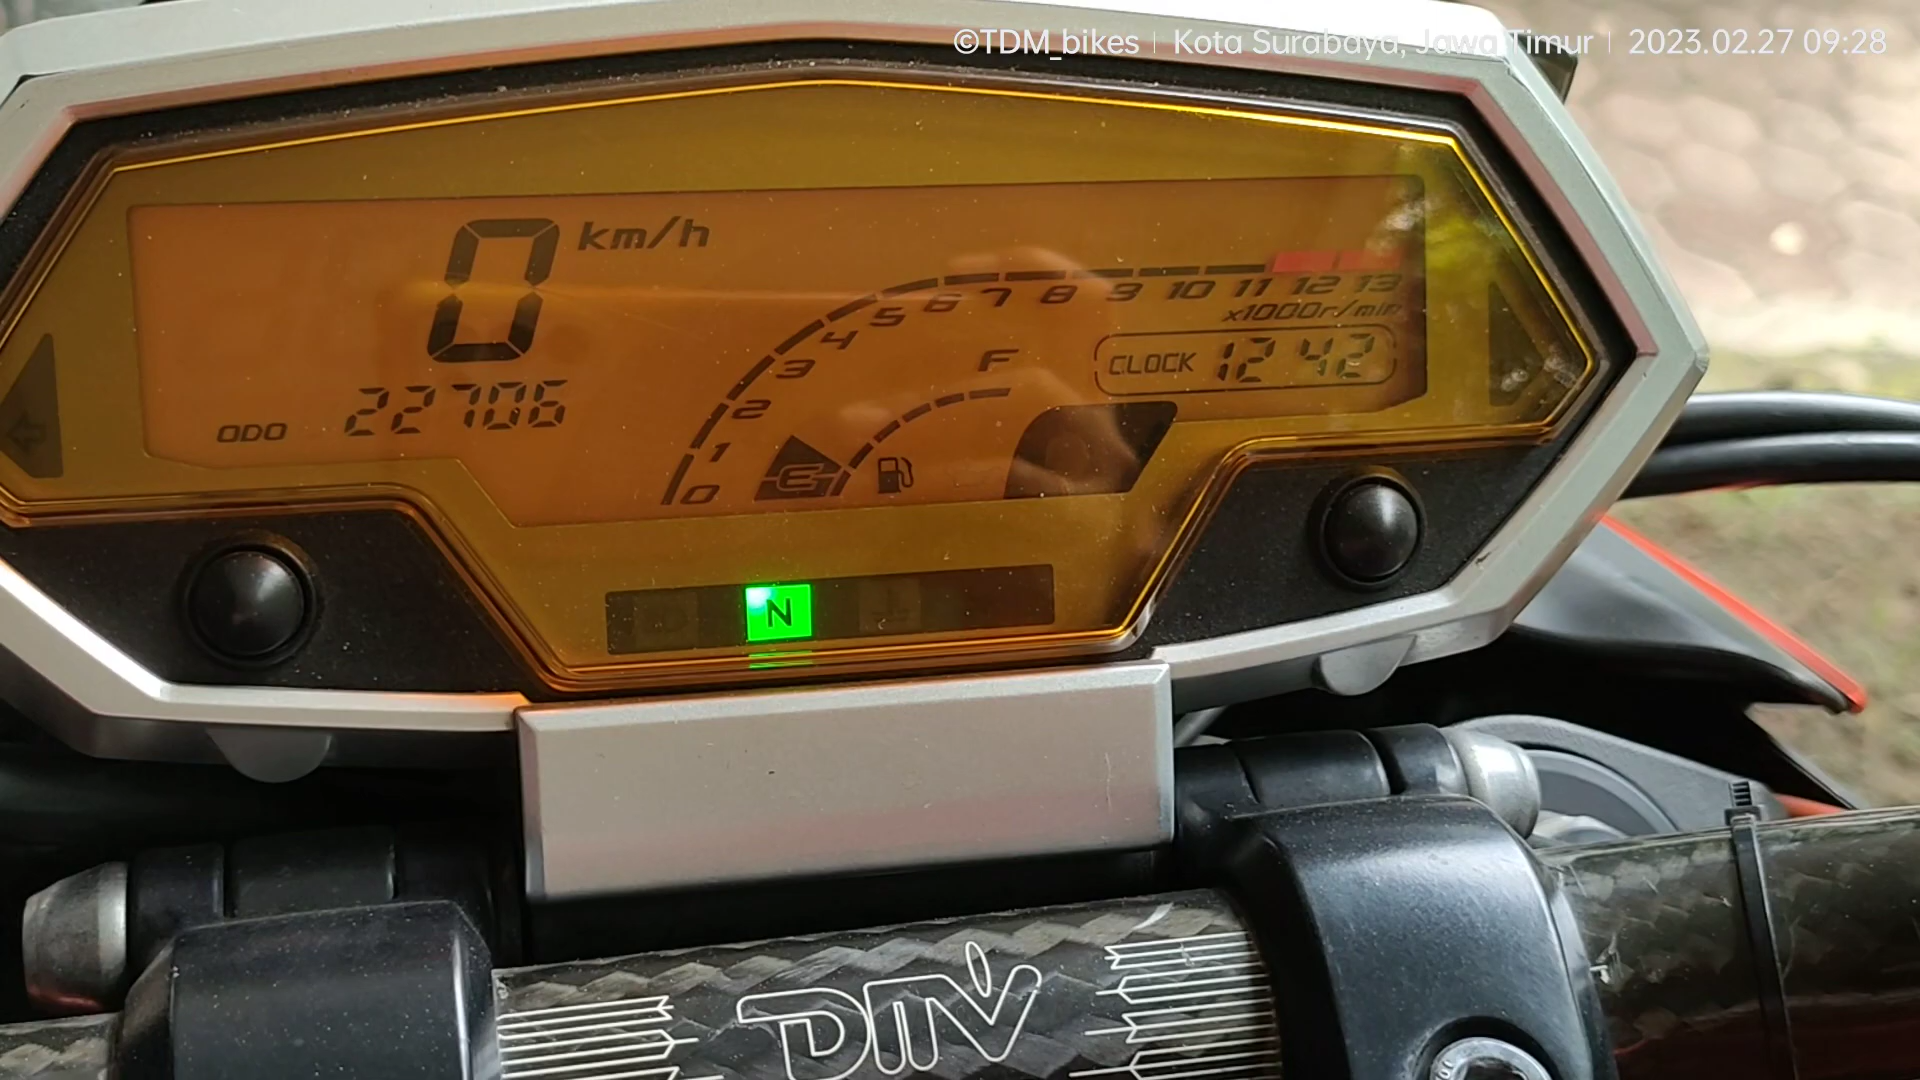 ©TDM_bikes | Kota Surabaya, Jawa Timur | 2023.02.27 09:28
0 km/h
ODO 22706
0 1 2 3 4 5 6 7 8 9 10 11 12 13
x1000r/min
CLOCK 12 42
F
E
N